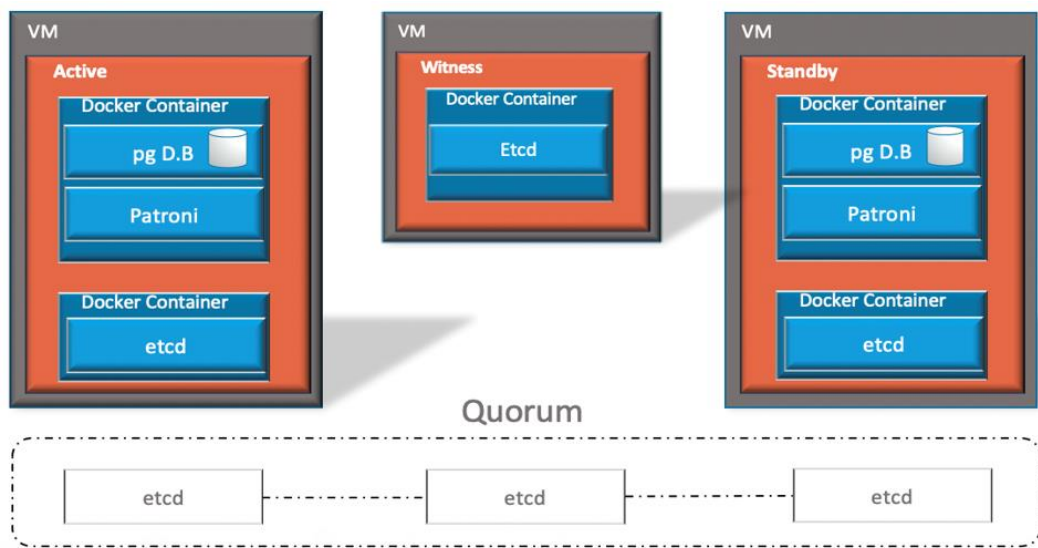 VM
Active
Docker Container
pg D.B
Patroni
Docker Container
etcd
VM
Witness
Docker Container
Etcd
VM
Standby
Docker Container
pg D.B
Patroni
Docker Container
etcd
Quorum
etcd
etcd
etcd